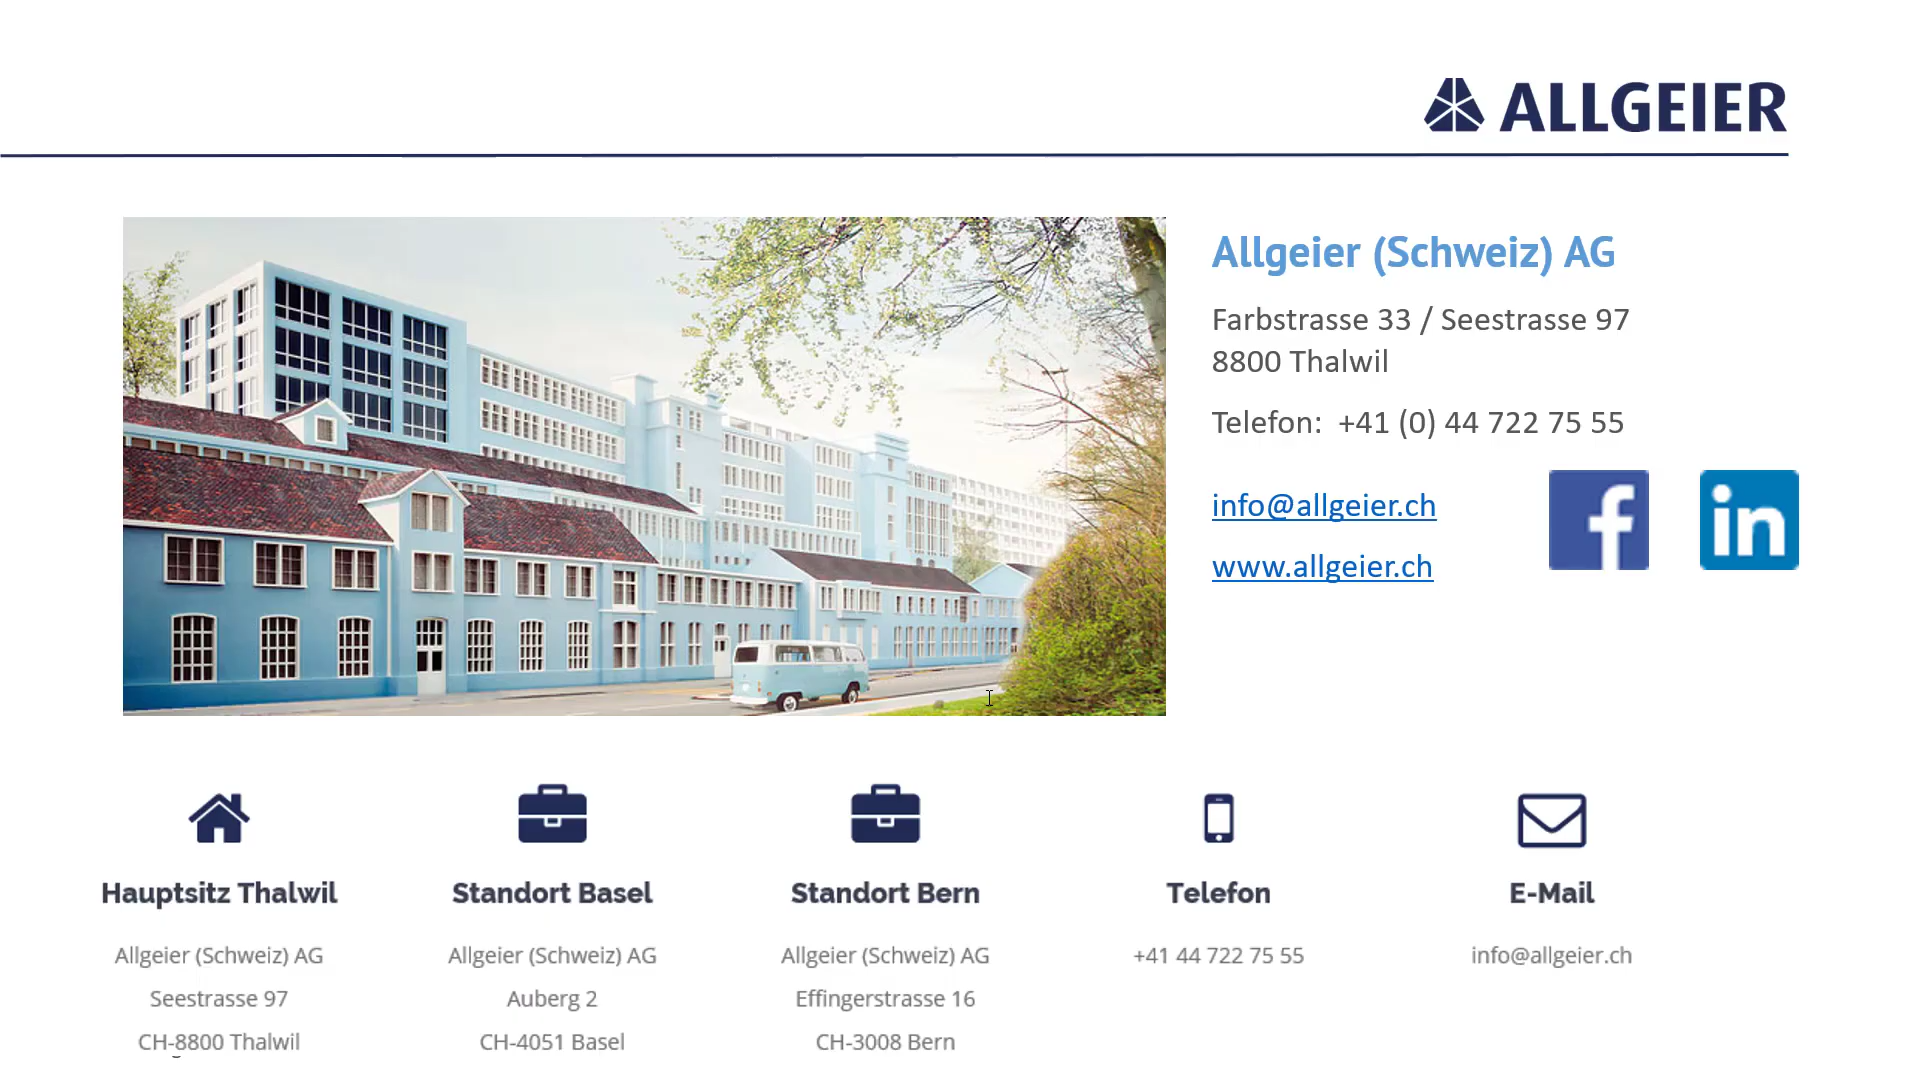 ALLGEIER
Allgeier (Schweiz) AG
Farbstrasse 33 / Seestrasse 97
8800 Thalwil
Telefon: +41 (0) 44 722 75 55
info@allgeier.ch
www.allgeier.ch
Hauptsitz Thalwil
Allgeier (Schweiz) AG
Seestrasse 97
CH-8800 Thalwil
Standort Basel
Allgeier (Schweiz) AG
Auberg 2
CH-4051 Basel
Standort Bern
Allgeier (Schweiz) AG
Effingerstrasse 16
CH-3008 Bern
Telefon
+41 44 722 75 55
E-Mail
info@allgeier.ch